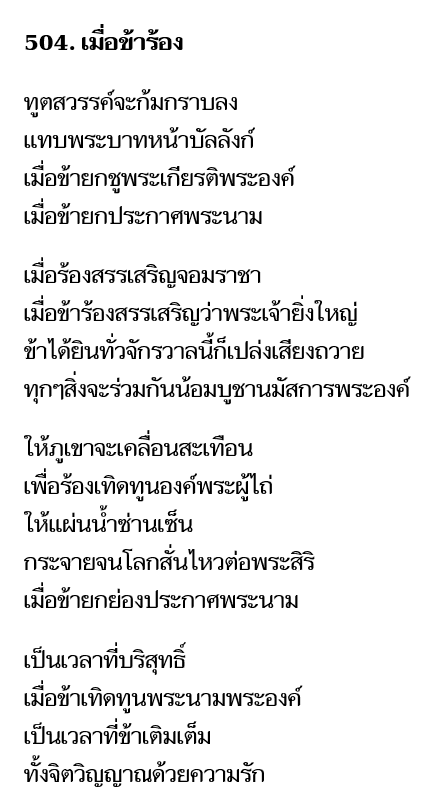 504. เมื่อข้าร้อง
ทูตสวรรค์จะก้มกราบลง
แทบพระบาทหน้าบัลลังก์
เมื่อข้ายกชูพระเกียรติพระองค์
เมื่อข้ายกประกาศพระนาม
เมื่อร้องสรรเสริญจอมราชา
เมื่อข้าร้องสรรเสริญว่าพระเจ้ายิ่งใหญ่
ข้าได้ยินทั่วจักรวาลนี้ก็เปล่งเสียงถวาย
ทุกๆสิ่งจะร่วมกันน้อมบูชานมัสการพระองค์
ให้ภูเขาจะเคลื่อนสะเทือน
เพื่อร้องเทิดทูนองค์พระผู้ไถ่
ให้แผ่นน้ำซ่านเซ็น
กระจายจนโลกสั่นไหวต่อพระสิริ
เมื่อข้ายกย่องประกาศพระนาม
เป็นเวลาที่บริสุทธิ์
เมื่อข้าเทิดทูนพระนามพระองค์
เป็นเวลาที่ข้าเติมเต็ม
ทั้งจิตวิญญาณด้วยความรัก